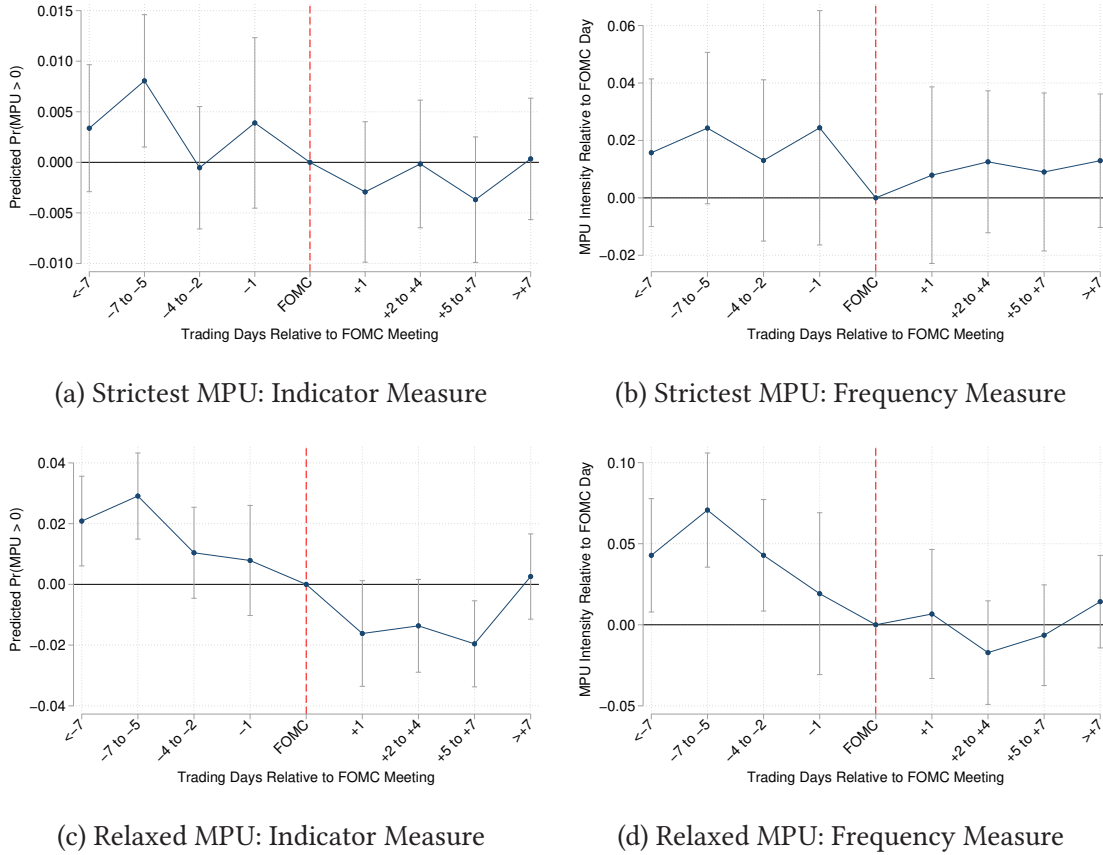 0.015
0.010
0.005
0.000
−0.005
−0.010
Predicted Pr(MPU > 0)
<−7
−7 to −5
−4 to −2
−1
FOMC
+1
+2 to +4
+5 to +7
>+7
Trading Days Relative to FOMC Meeting
(a) Strictest MPU: Indicator Measure
0.06
0.04
0.02
0.00
−0.02
MPU Intensity Relative to FOMC Day
<−7
−7 to −5
−4 to −2
−1
FOMC
+1
+2 to +4
+5 to +7
>+7
Trading Days Relative to FOMC Meeting
(b) Strictest MPU: Frequency Measure
0.04
0.02
0.00
−0.02
−0.04
Predicted Pr(MPU > 0)
<−7
−7 to −5
−4 to −2
−1
FOMC
+1
+2 to +4
+5 to +7
>+7
Trading Days Relative to FOMC Meeting
(c) Relaxed MPU: Indicator Measure
0.10
0.05
0.00
−0.05
MPU Intensity Relative to FOMC Day
<−7
−7 to −5
−4 to −2
−1
FOMC
+1
+2 to +4
+5 to +7
>+7
Trading Days Relative to FOMC Meeting
(d) Relaxed MPU: Frequency Measure